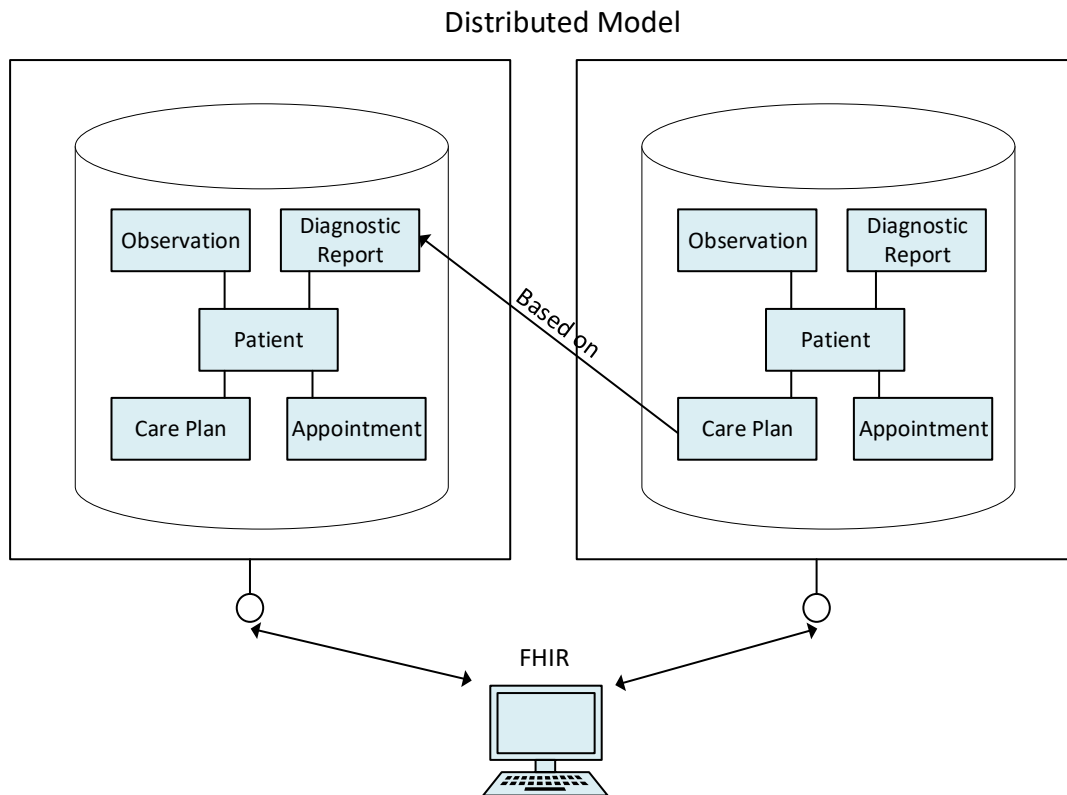 Distributed Model
Observation
Diagnostic
Report
Patient
Care Plan
Appointment
Based on
Observation
Diagnostic
Report
Patient
Care Plan
Appointment
FHIR